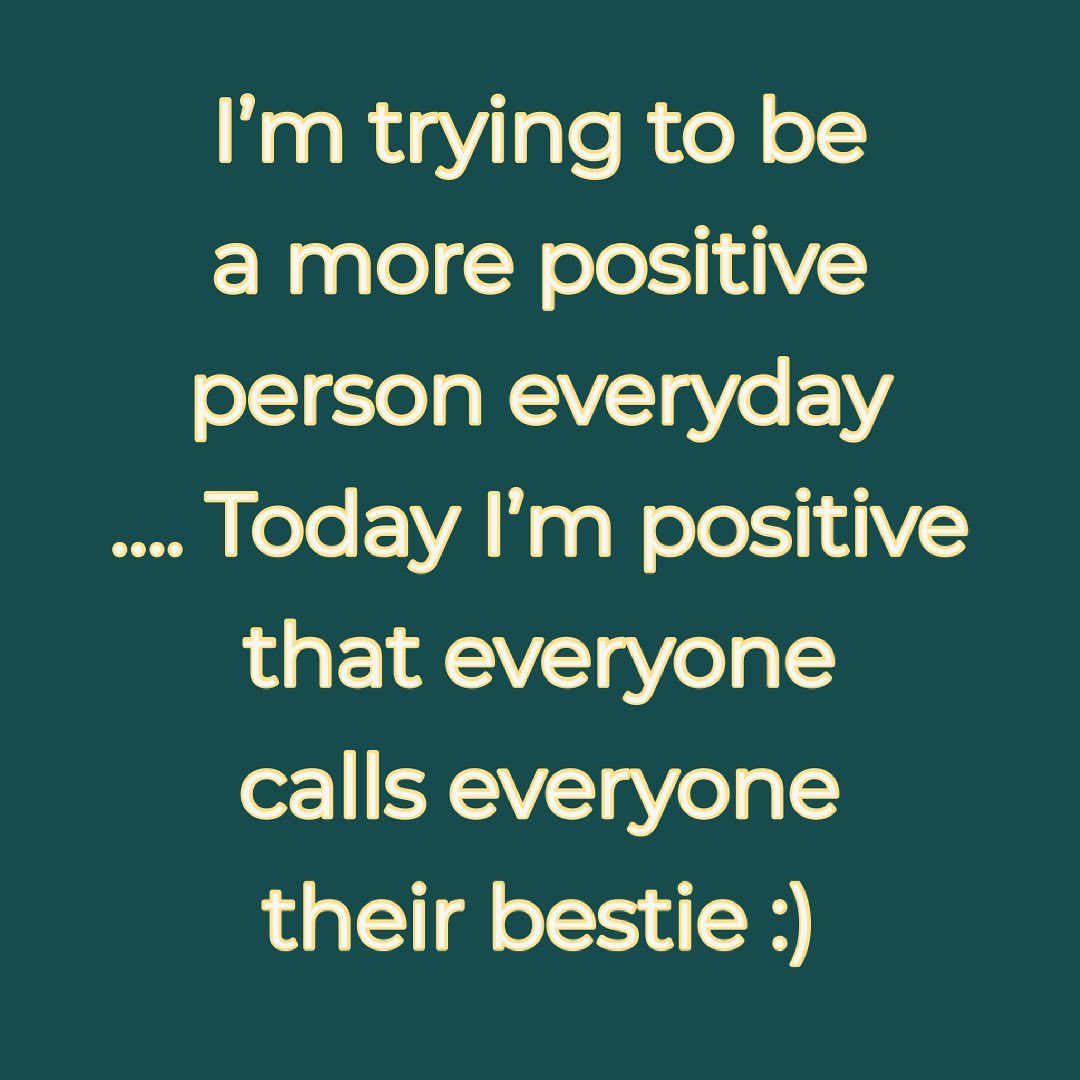 I’m trying to be
a more positive
person everyday
.... Today I’m positive
that everyone
calls everyone
their bestie :)